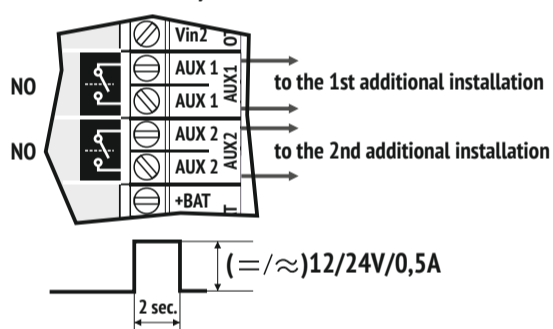 Vin2
NO
AUX 1
AUX 1
AUX1
to the 1st additional installation
NO
AUX 2
AUX 2
AUX2
to the 2nd additional installation
+BAT
(=/≈)12/24V/0,5A
2 sec.